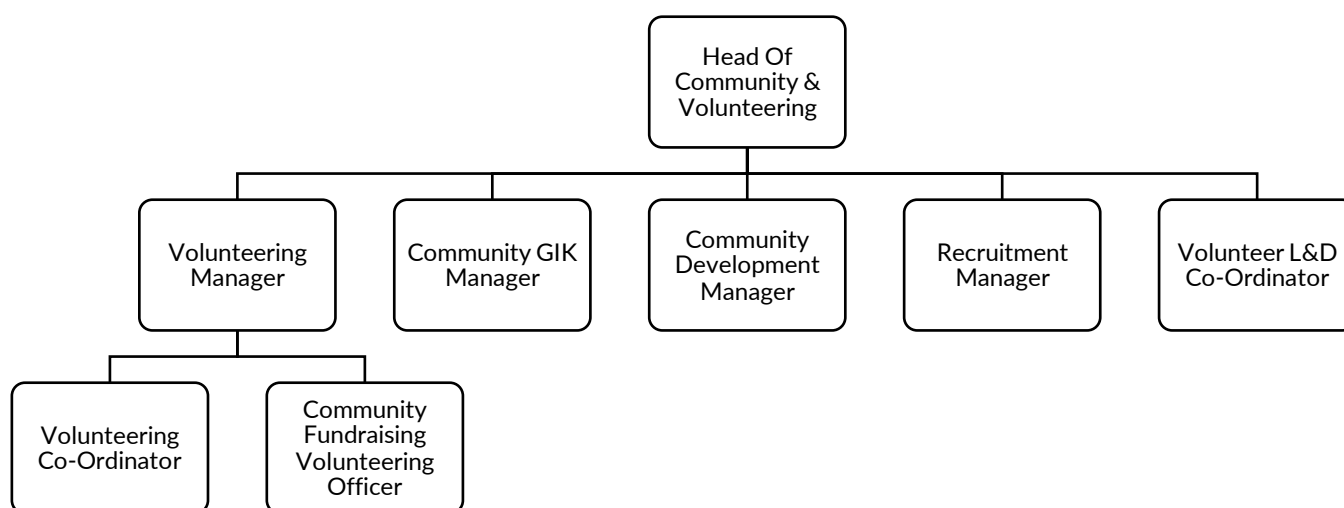 Head Of
Community &
Volunteering
Volunteering
Manager
Community GIK
Manager
Community
Development
Manager
Recruitment
Manager
Volunteer L&D
Co-Ordinator
Volunteering
Co-Ordinator
Community
Fundraising
Volunteering
Officer